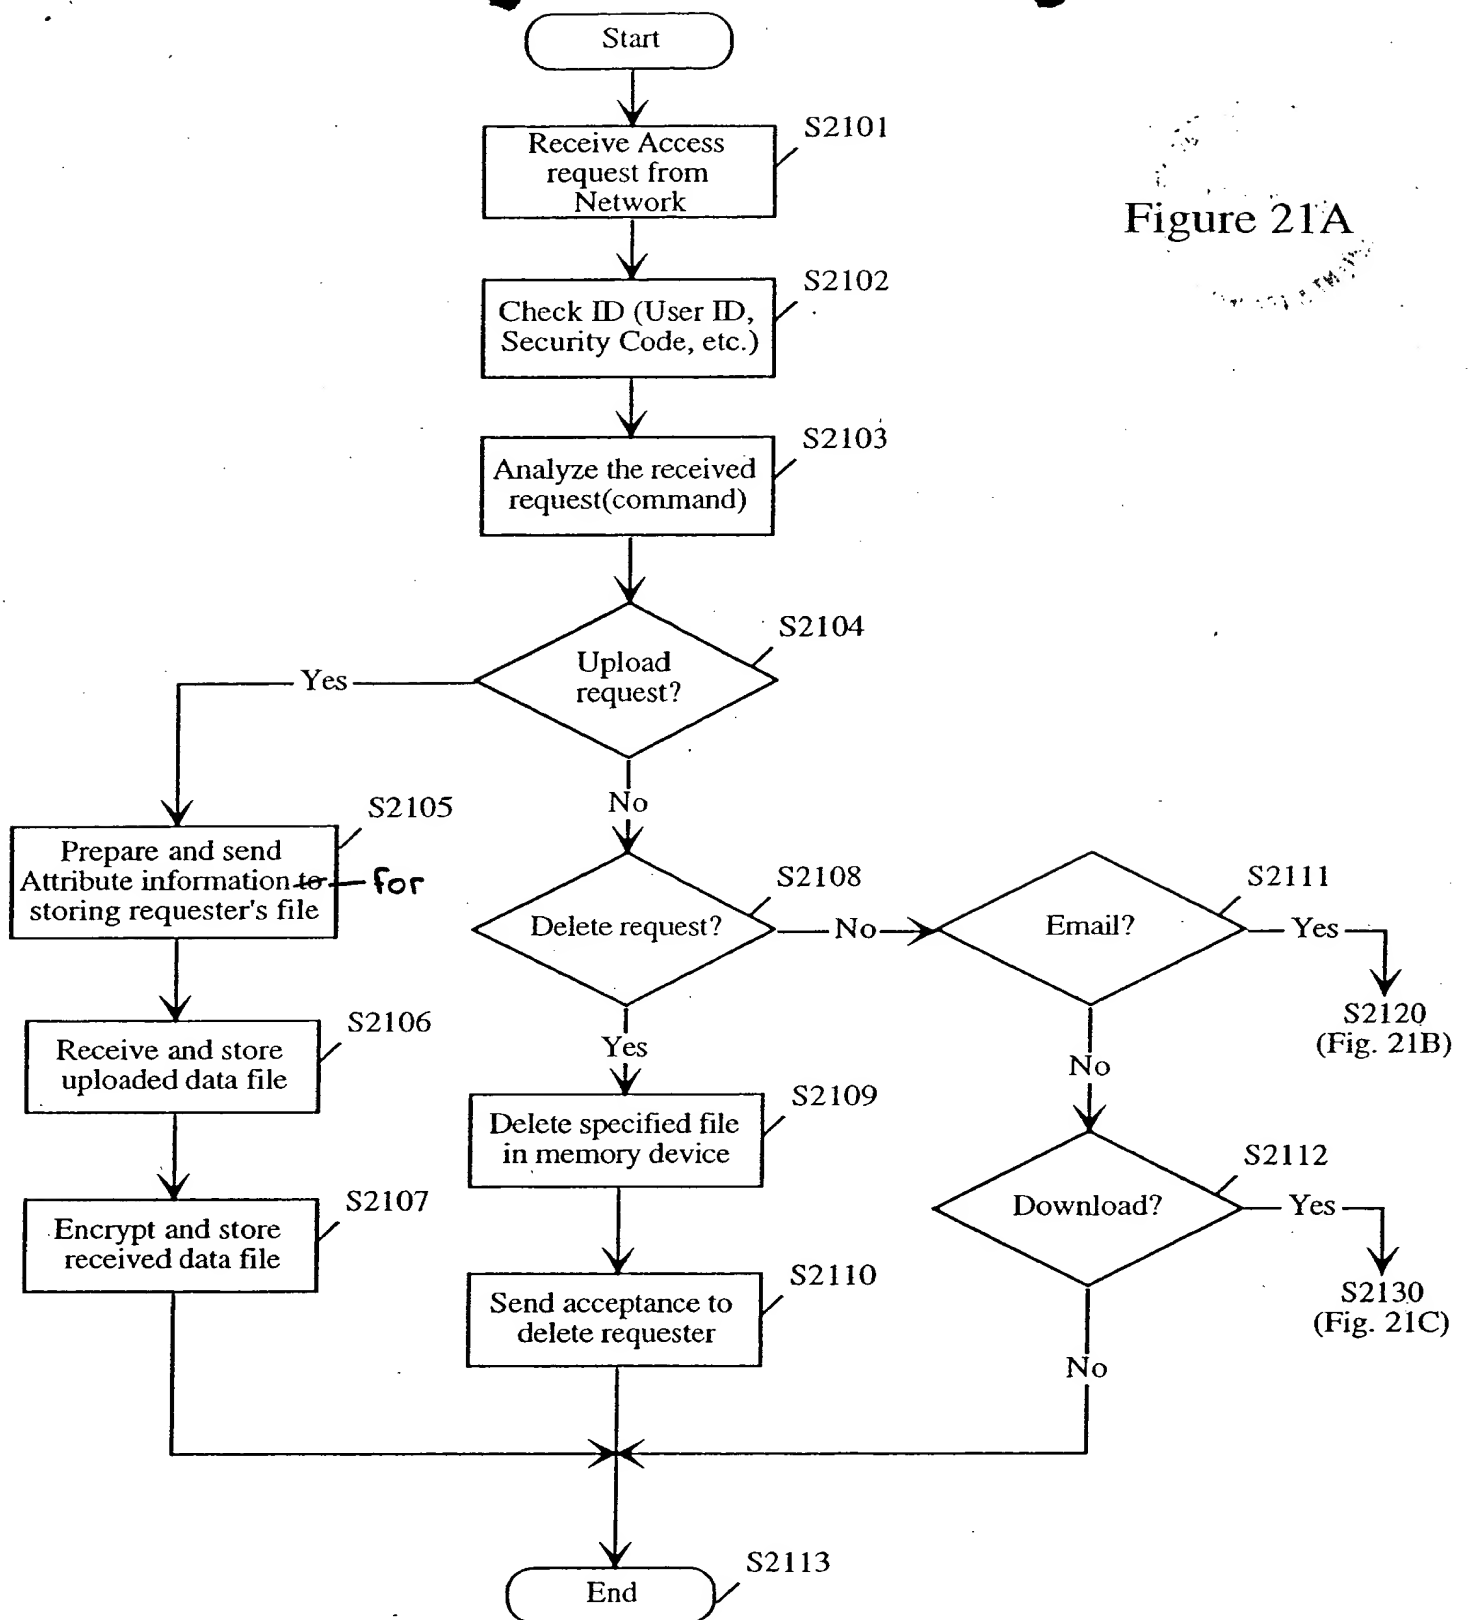 Start
S2101
Receive Access
request from
Network
Figure 21A
S2102
Check ID (User ID,
Security Code, etc.)
S2103
Analyze the received
request(command)
S2104
Upload
request?
Yes
No
S2105
Prepare and send
Attribute information to for
storing requester's file
S2108
Delete request?
No
S2111
Email?
Yes
S2120
(Fig. 21B)
S2106
Receive and store
uploaded data file
Yes
No
S2109
Delete specified file
in memory device
S2112
Download?
Yes
S2130
(Fig. 21C)
S2107
Encrypt and store
received data file
S2110
Send acceptance to
delete requester
No
S2113
End